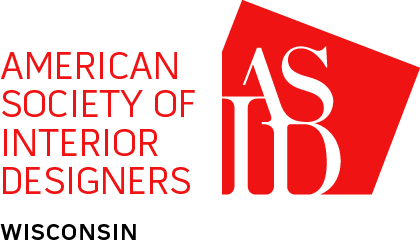 AMERICAN
SOCIETY OF
INTERIOR
DESIGNERS
WISCONSIN
AS
ID